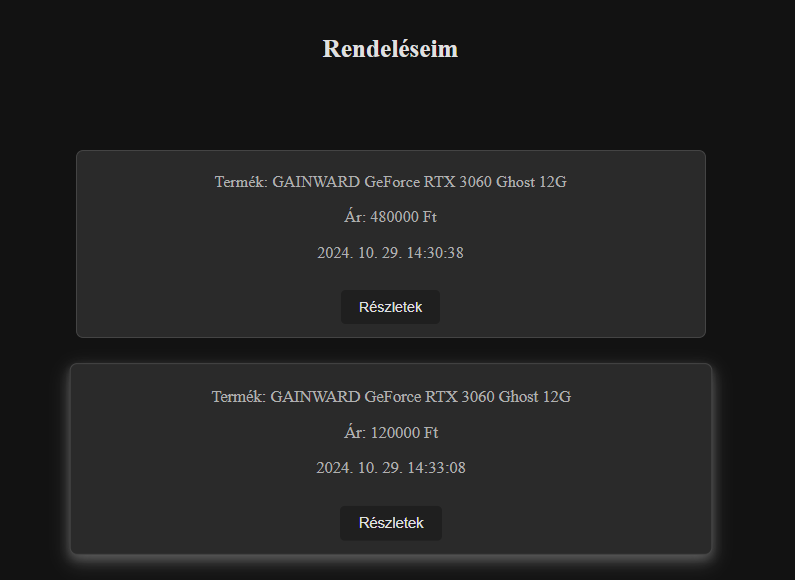 Rendeléseim
Termék: GAINWARD GeForce RTX 3060 Ghost 12G
Ár: 480000 Ft
2024. 10. 29. 14:30:38
Részletek
Termék: GAINWARD GeForce RTX 3060 Ghost 12G
Ár: 120000 Ft
2024. 10. 29. 14:33:08
Részletek